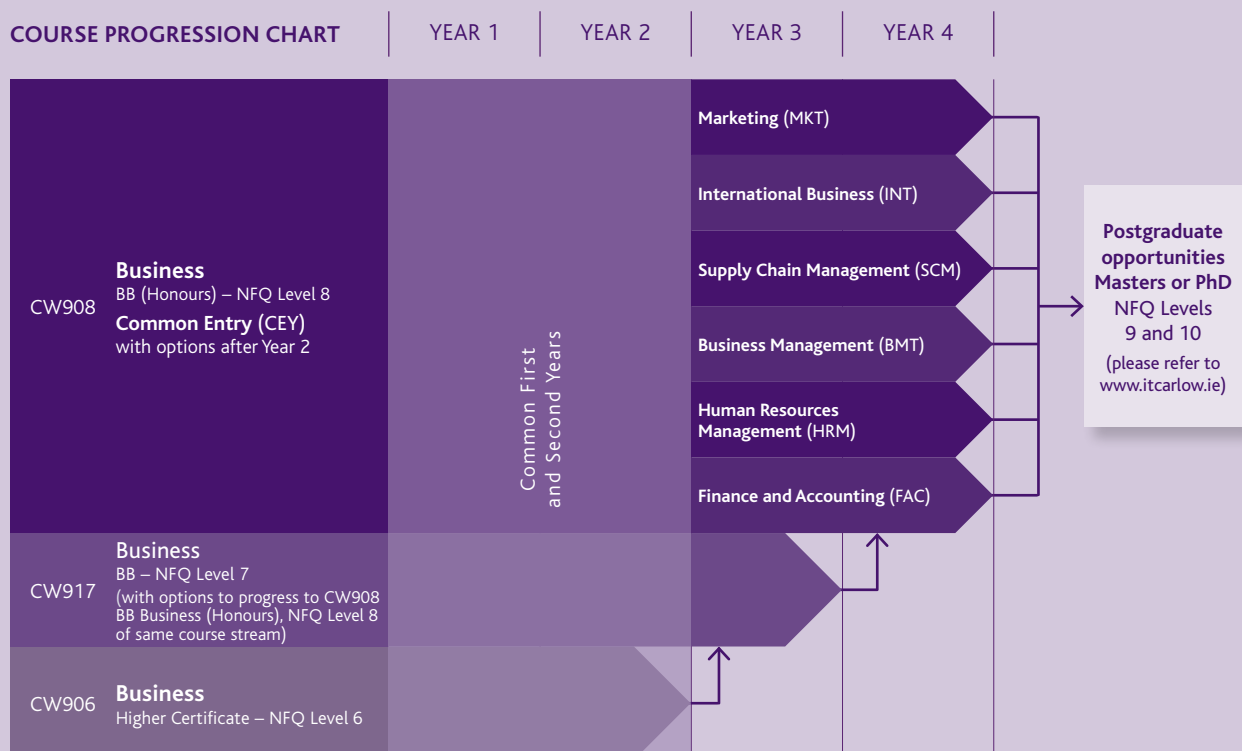 COURSE PROGRESSION CHART
YEAR 1
YEAR 2
YEAR 3
YEAR 4
CW908
Business
BB (Honours) – NFQ Level 8
Common Entry (CEY)
with options after Year 2
Common First
and Second Years
Marketing (MKT)
International Business (INT)
Supply Chain Management (SCM)
Business Management (BMT)
Human Resources
Management (HRM)
Finance and Accounting (FAC)
Postgraduate
opportunities
Masters or PhD
NFQ Levels
9 and 10
(please refer to
www.itcarlow.ie)
CW917
Business
BB – NFQ Level 7
(with options to progress to CW908
BB Business (Honours), NFQ Level 8
of same course stream)
CW906
Business
Higher Certificate – NFQ Level 6